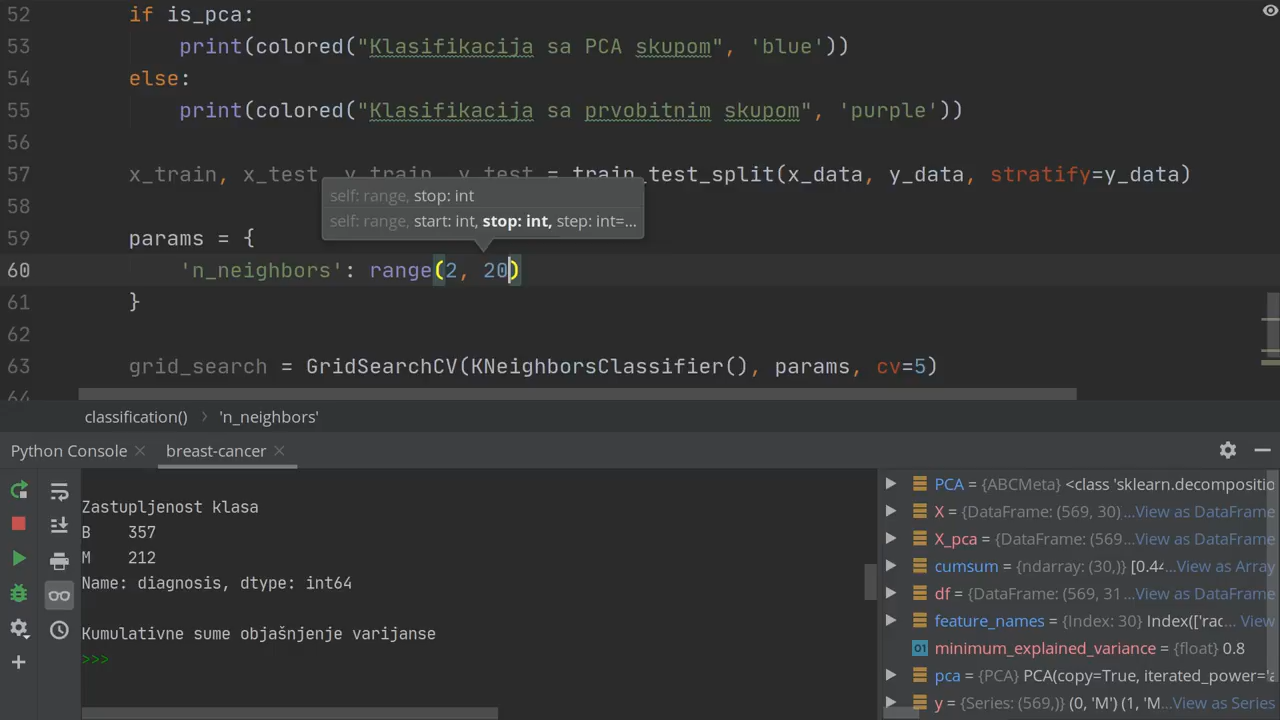 52 if is_pca:
53 print(colored("Klasifikacija sa PCA skupom", 'blue'))
54 else:
55 print(colored("Klasifikacija sa prvobitnim skupom", 'purple'))
56
57 x_train, x_test, y_train, y_test = train_test_split(x_data, y_data, stratify=y_data)
58
self: range, stop: int
self: range, start: int, stop: int, step: int=...
59 params = {
60 'n_neighbors': range(2, 20)
61 }
62
63 grid_search = GridSearchCV(KNeighborsClassifier(), params, cv=5)
64
classification() 'n_neighbors'
Python Console breast-cancer
Zastupljenost klasa
B 357
M 212
Name: diagnosis, dtype: int64
Kumulativne sume objašnjenje varijanse
>>>
PCA = {ABCMeta} <class 'sklearn.decompositio
X = {DataFrame: (569, 30) ...View as DataFrame
X_pca = {DataFrame: (569...View as DataFrame
cumsum = {ndarray: (30,)} [0.44...View as Array
df = {DataFrame: (569, 31...View as DataFrame
feature_names = {Index: 30} Index(['rac... View
01 minimum_explained_variance = {float} 0.8
pca = {PCA} PCA(copy=True, iterated_power='a
y = {Series: (569,)} (0, 'M') (1, 'M...View as Series